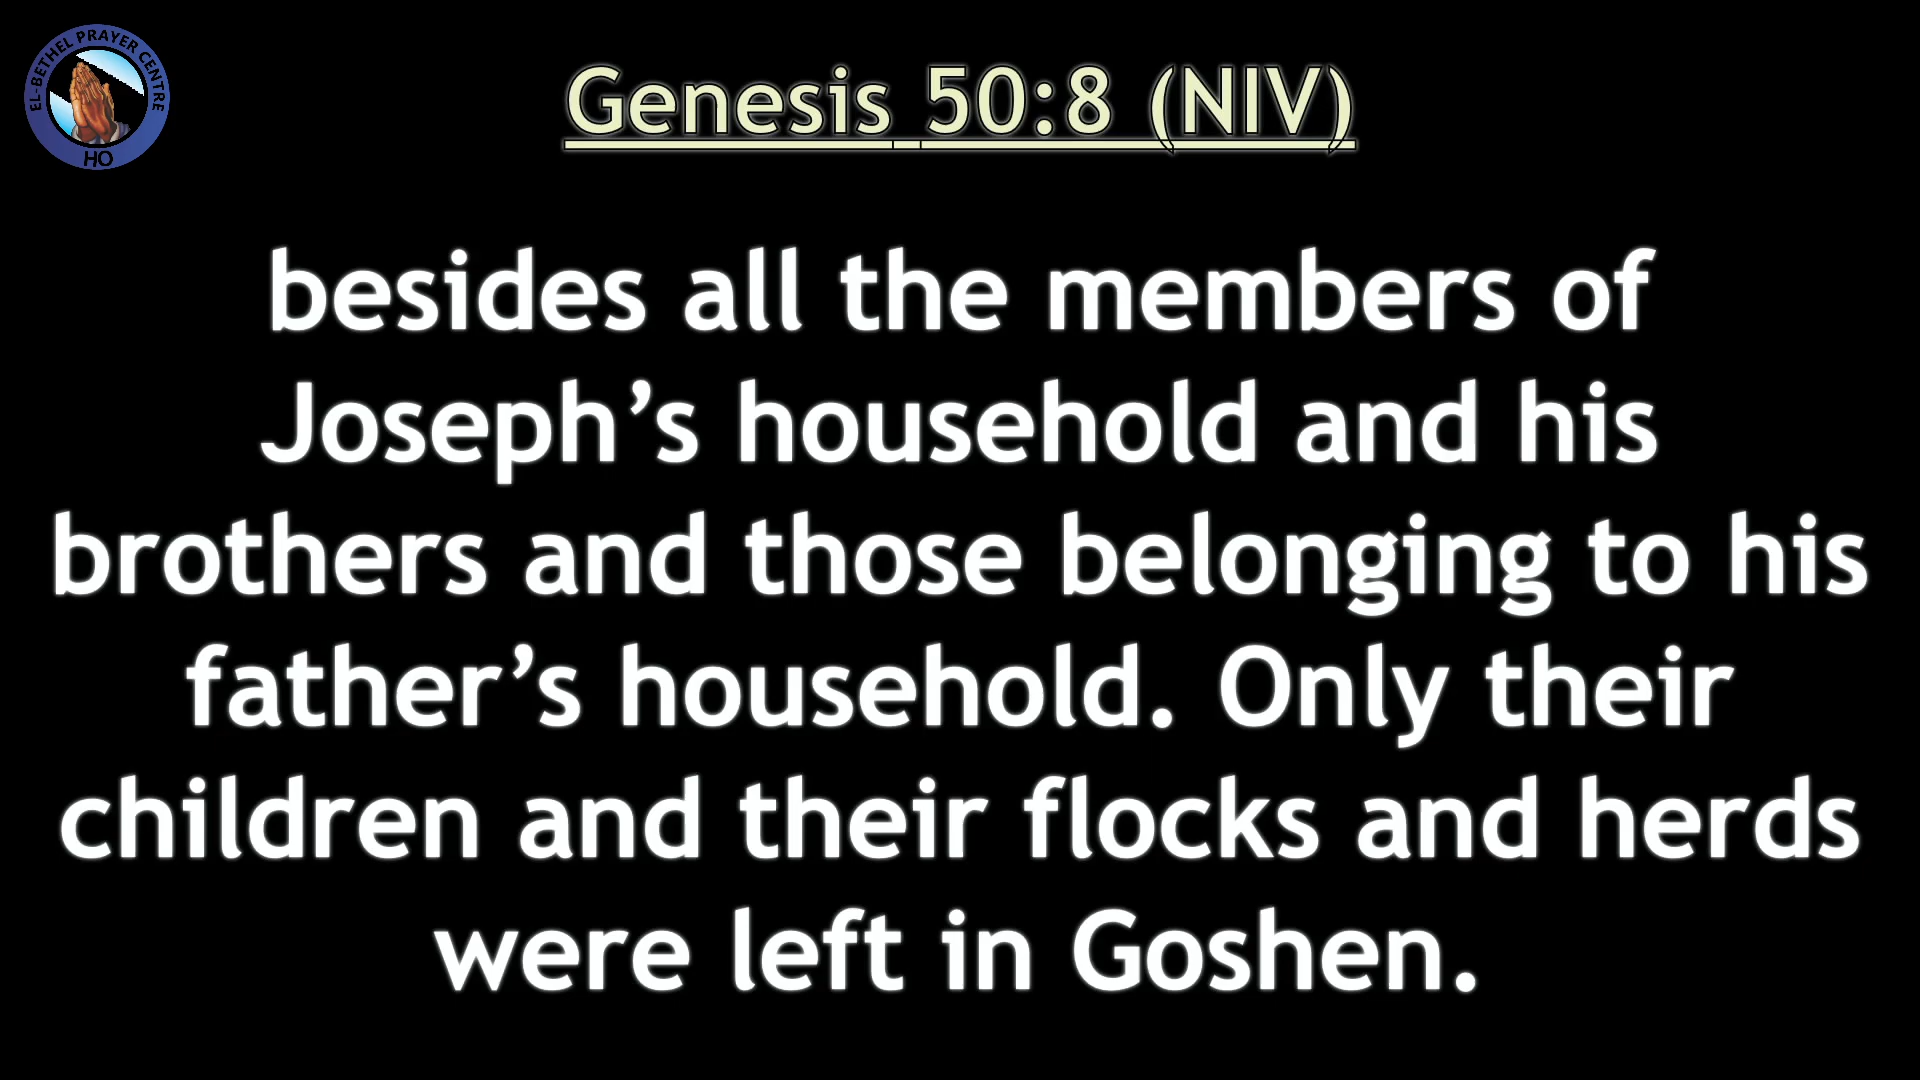 EL-BETHEL PRAYER CENTRE
HO
Genesis 50:8 (NIV)
besides all the members of
Joseph’s household and his
brothers and those belonging to his
father’s household. Only their
children and their flocks and herds
were left in Goshen.